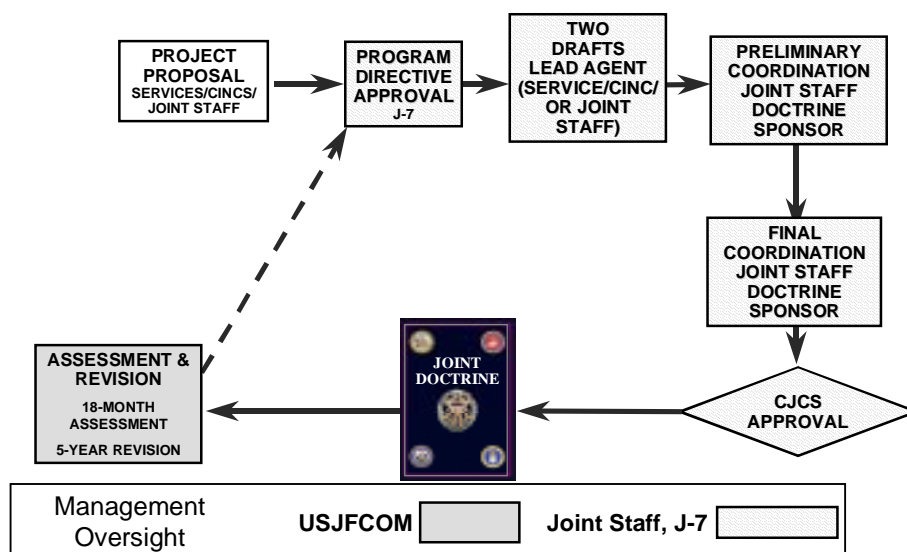 PROJECT
PROPOSAL
SERVICES/CINCS/
JOINT STAFF
PROGRAM
DIRECTIVE
APPROVAL
J-7
TWO
DRAFTS
LEAD AGENT
(SERVICE/CINC/
OR JOINT
STAFF)
PRELIMINARY
COORDINATION
JOINT STAFF
DOCTRINE
SPONSOR
FINAL
COORDINATION
JOINT STAFF
DOCTRINE
SPONSOR
CJCS
APPROVAL
JOINT
DOCTRINE
ASSESSMENT &
REVISION
18-MONTH
ASSESSMENT
5-YEAR REVISION
Management
Oversight
USJFCOM
Joint Staff, J-7